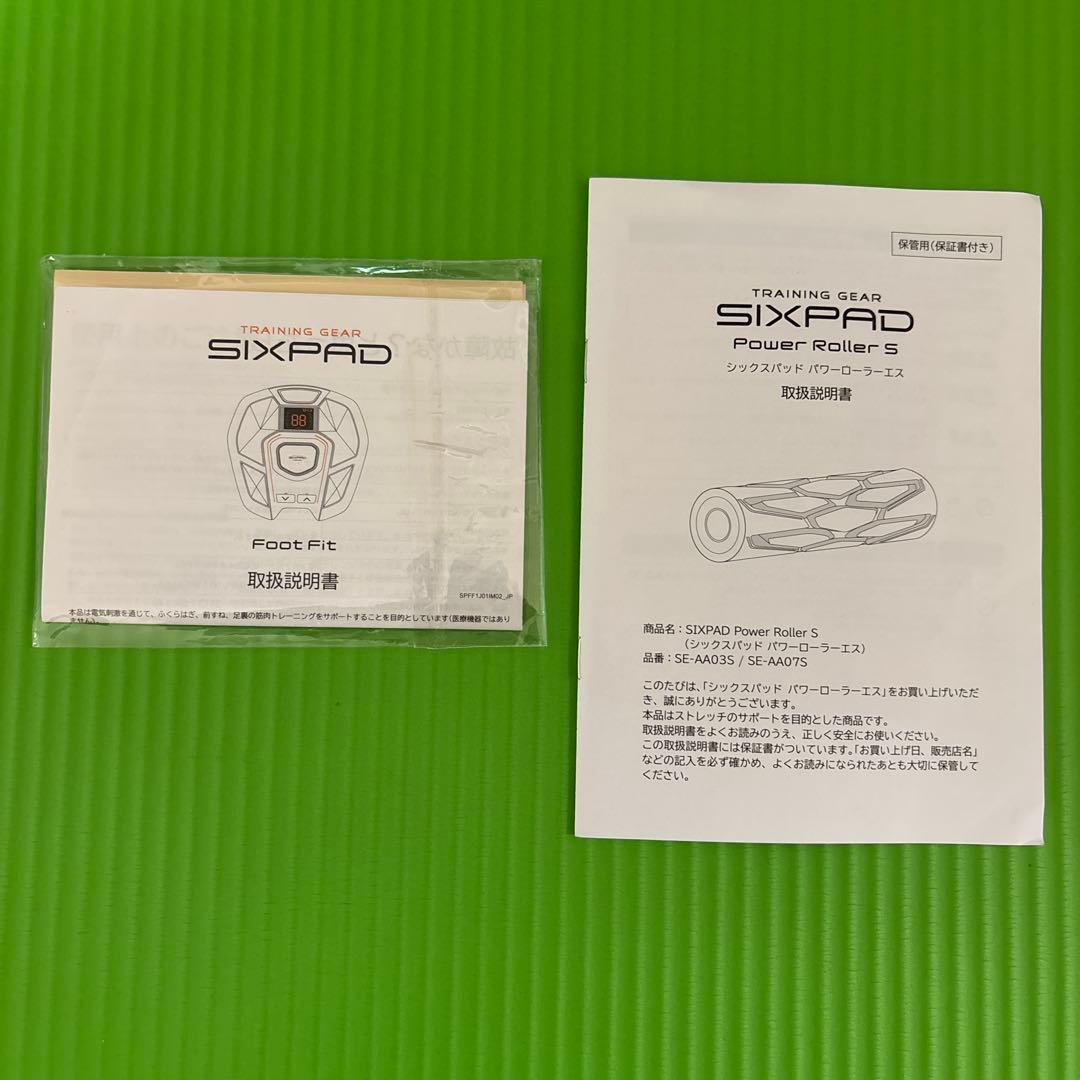 TRAINING GEAR
SIXPAD
88
Foot Fit
取扱説明書
SPFF1J01IM02_JP
本品は電気刺激を通じて、ふくらはぎ、前すね、足裏の筋肉トレーニングをサポートすることを目的としています(医療機器ではあり
ません)。
保管用(保証書付き)
TRAINING GEAR
SIXPAD
Power Roller S
シックスパッド パワーローラーエス
取扱説明書
商品名:SIXPAD Power Roller S
(シックスパッド パワーローラーエス)
品番:SE-AA03S / SE-AA07S
このたびは、「シックスパッド パワーローラーエス」をお買い上げいただ
き、誠にありがとうございます。
本品はストレッチのサポートを目的とした商品です。
取扱説明書をよくお読みのうえ、正しく安全にお使いください。
この取扱説明書には保証書がついています。「お買い上げ日、販売店名」
などの記入を必ず確かめ、よくお読みになられたあとも大切に保管して
ください。